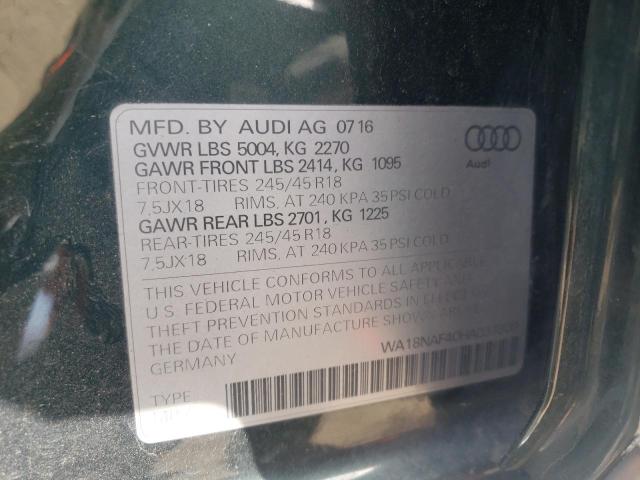 MFD. BY AUDI AG 07 16
GVWR LBS 5004, KG 2270
GAWR FRONT LBS 2414, KG 1095
FRONT-TIRES 245/45 R18
7,5JX18 RIMS, AT 240 KPA 35 PSI COLD
GAWR REAR LBS 2701, KG 1225
REAR-TIRES 245/45 R18
7,5JX18 RIMS, AT 240 KPA 35 PSI COLD
Audi
THIS VEHICLE CONFORMS TO ALL APPLICABLE
U S FEDERAL MOTOR VEHICLE SAFETY AND
THEFT PREVENTION STANDARDS IN EFFECT ON
THE DATE OF MANUFACTURE SHOWN ABOVE
GERMANY
TYPE